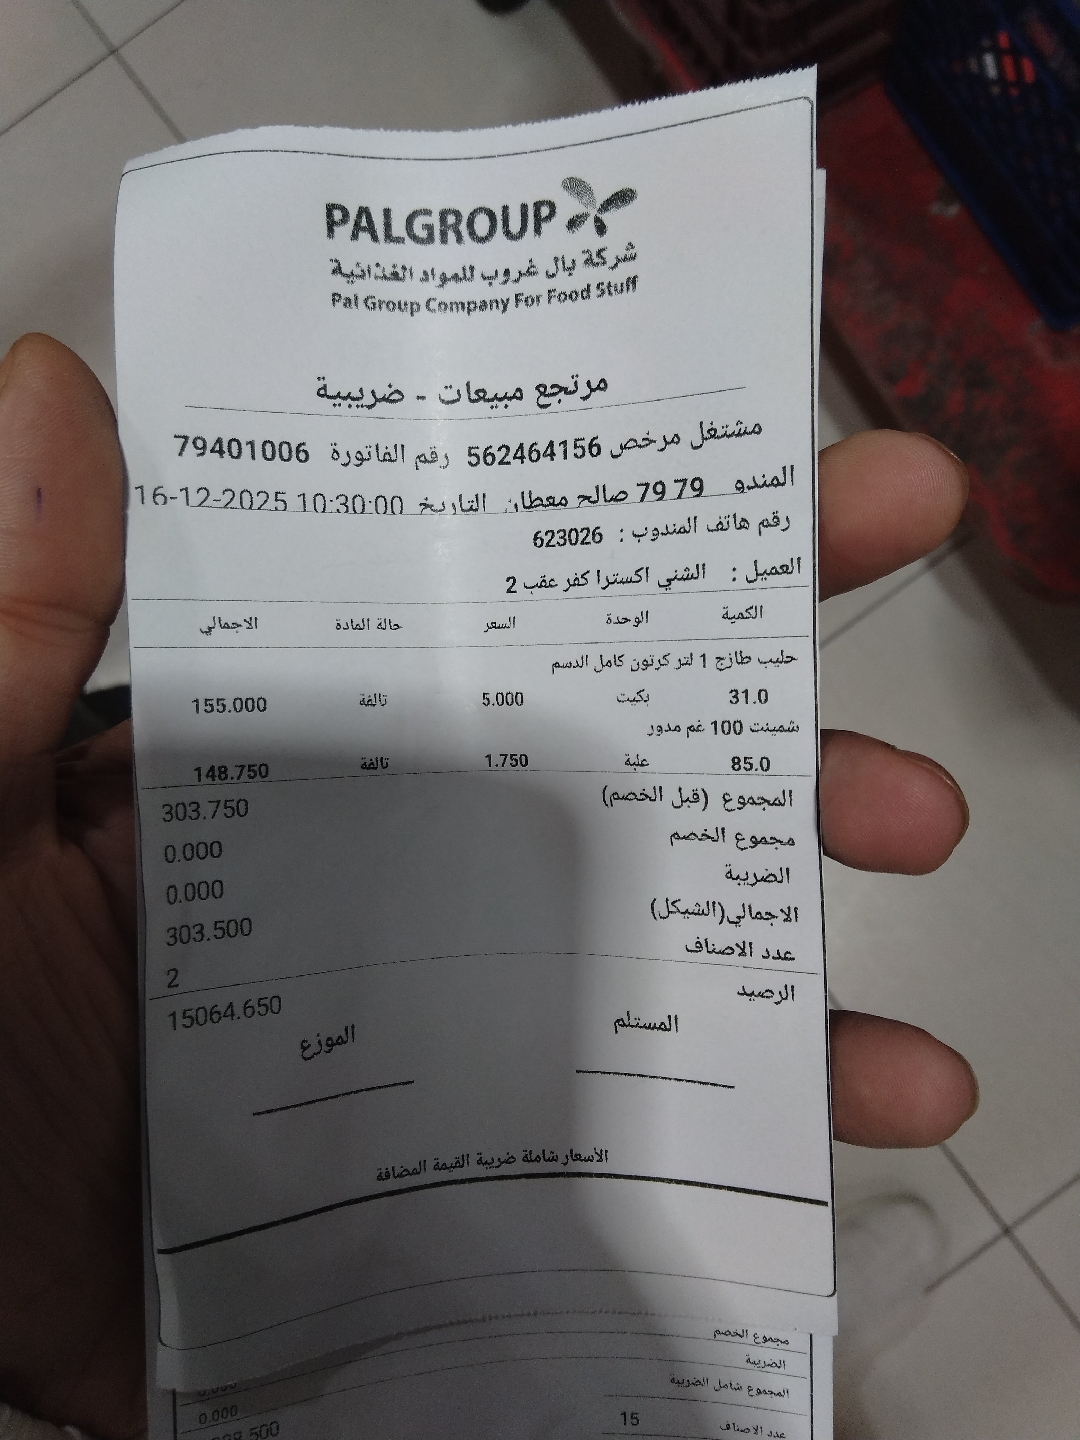 PALGROUP
شركة بال غروب للمواد الغذائية
Pal Group Company For Food Stuff
مرتجع مبيعات - ضريبية
مشتغل مرخص 562464156 رقم الفاتورة 79401006
المندو 79 79 صالح معطان التاريخ 16-12-2025 10:30:00
رقم هاتف المندوب : 623026
العميل : الشني اكسترا كفر عقب 2
الكمية الوحدة السعر حالة المادة الاجمالي
حليب طازج 1 لتر كرتون كامل الدسم
31.0 بكيت 5.000 تالفة 155.000
شمينت 100 غم مدور
85.0 علبة 1.750 تالفة 148.750
المجموع (قبل الخصم) 303.750
مجموع الخصم 0.000
الضريبة 0.000
الاجمالي(الشيكل) 303.500
عدد الاصناف 2
الرصيد 15064.650
المستلم الموزع
الأسعار شاملة ضريبة القيمة المضافة
مجموع الخصم
الضريبة 0.000
المجموع شامل الضريبة 0.000
عدد الاصناف 15